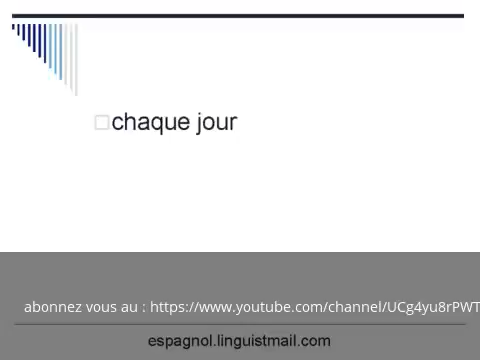 chaque jour
abonnez vous au : https://www.youtube.com/channel/UCg4yu8rPWT
espagnol.linguistmail.com